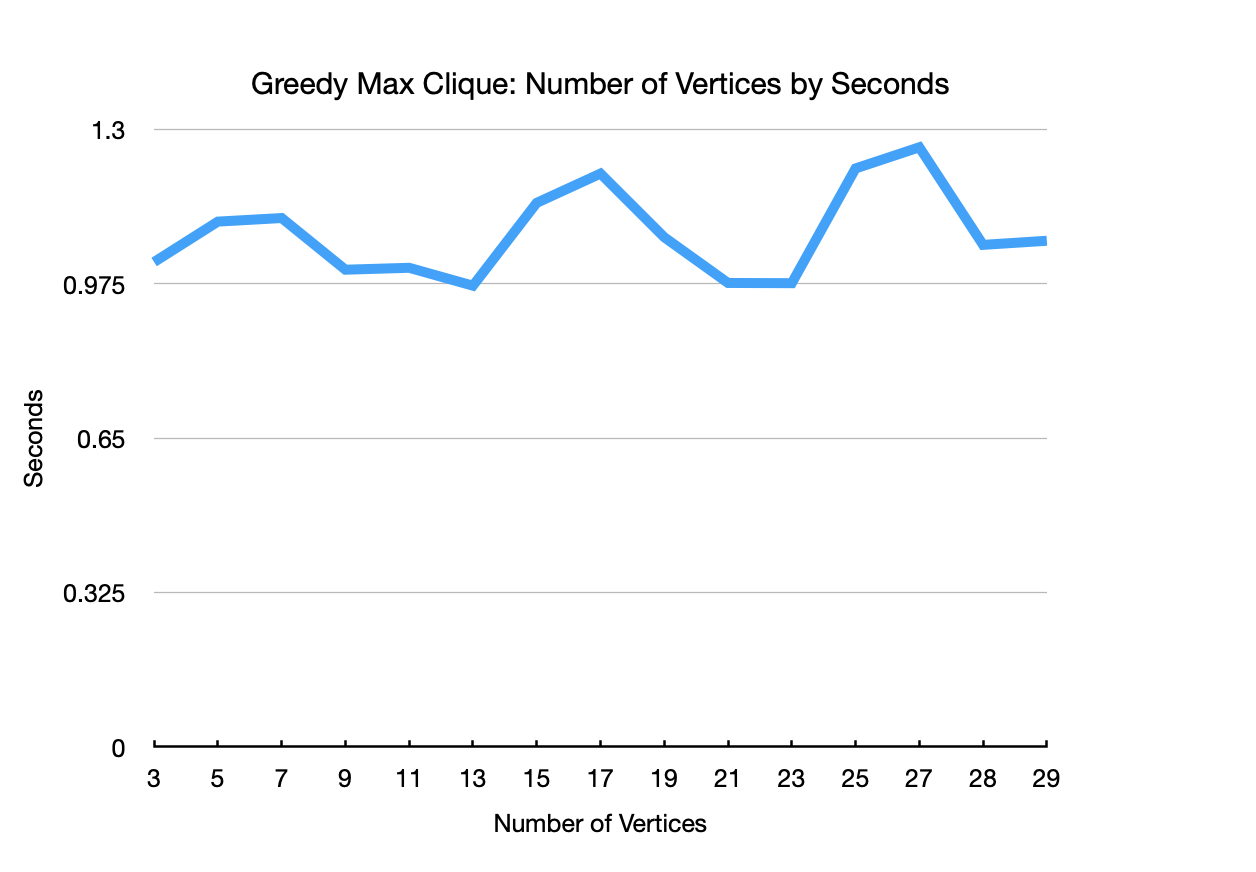 Greedy Max Clique: Number of Vertices by Seconds
1.3
0.975
0.65
0.325
0
Seconds
3 5 7 9 11 13 15 17 19 21 23 25 27 28 29
Number of Vertices